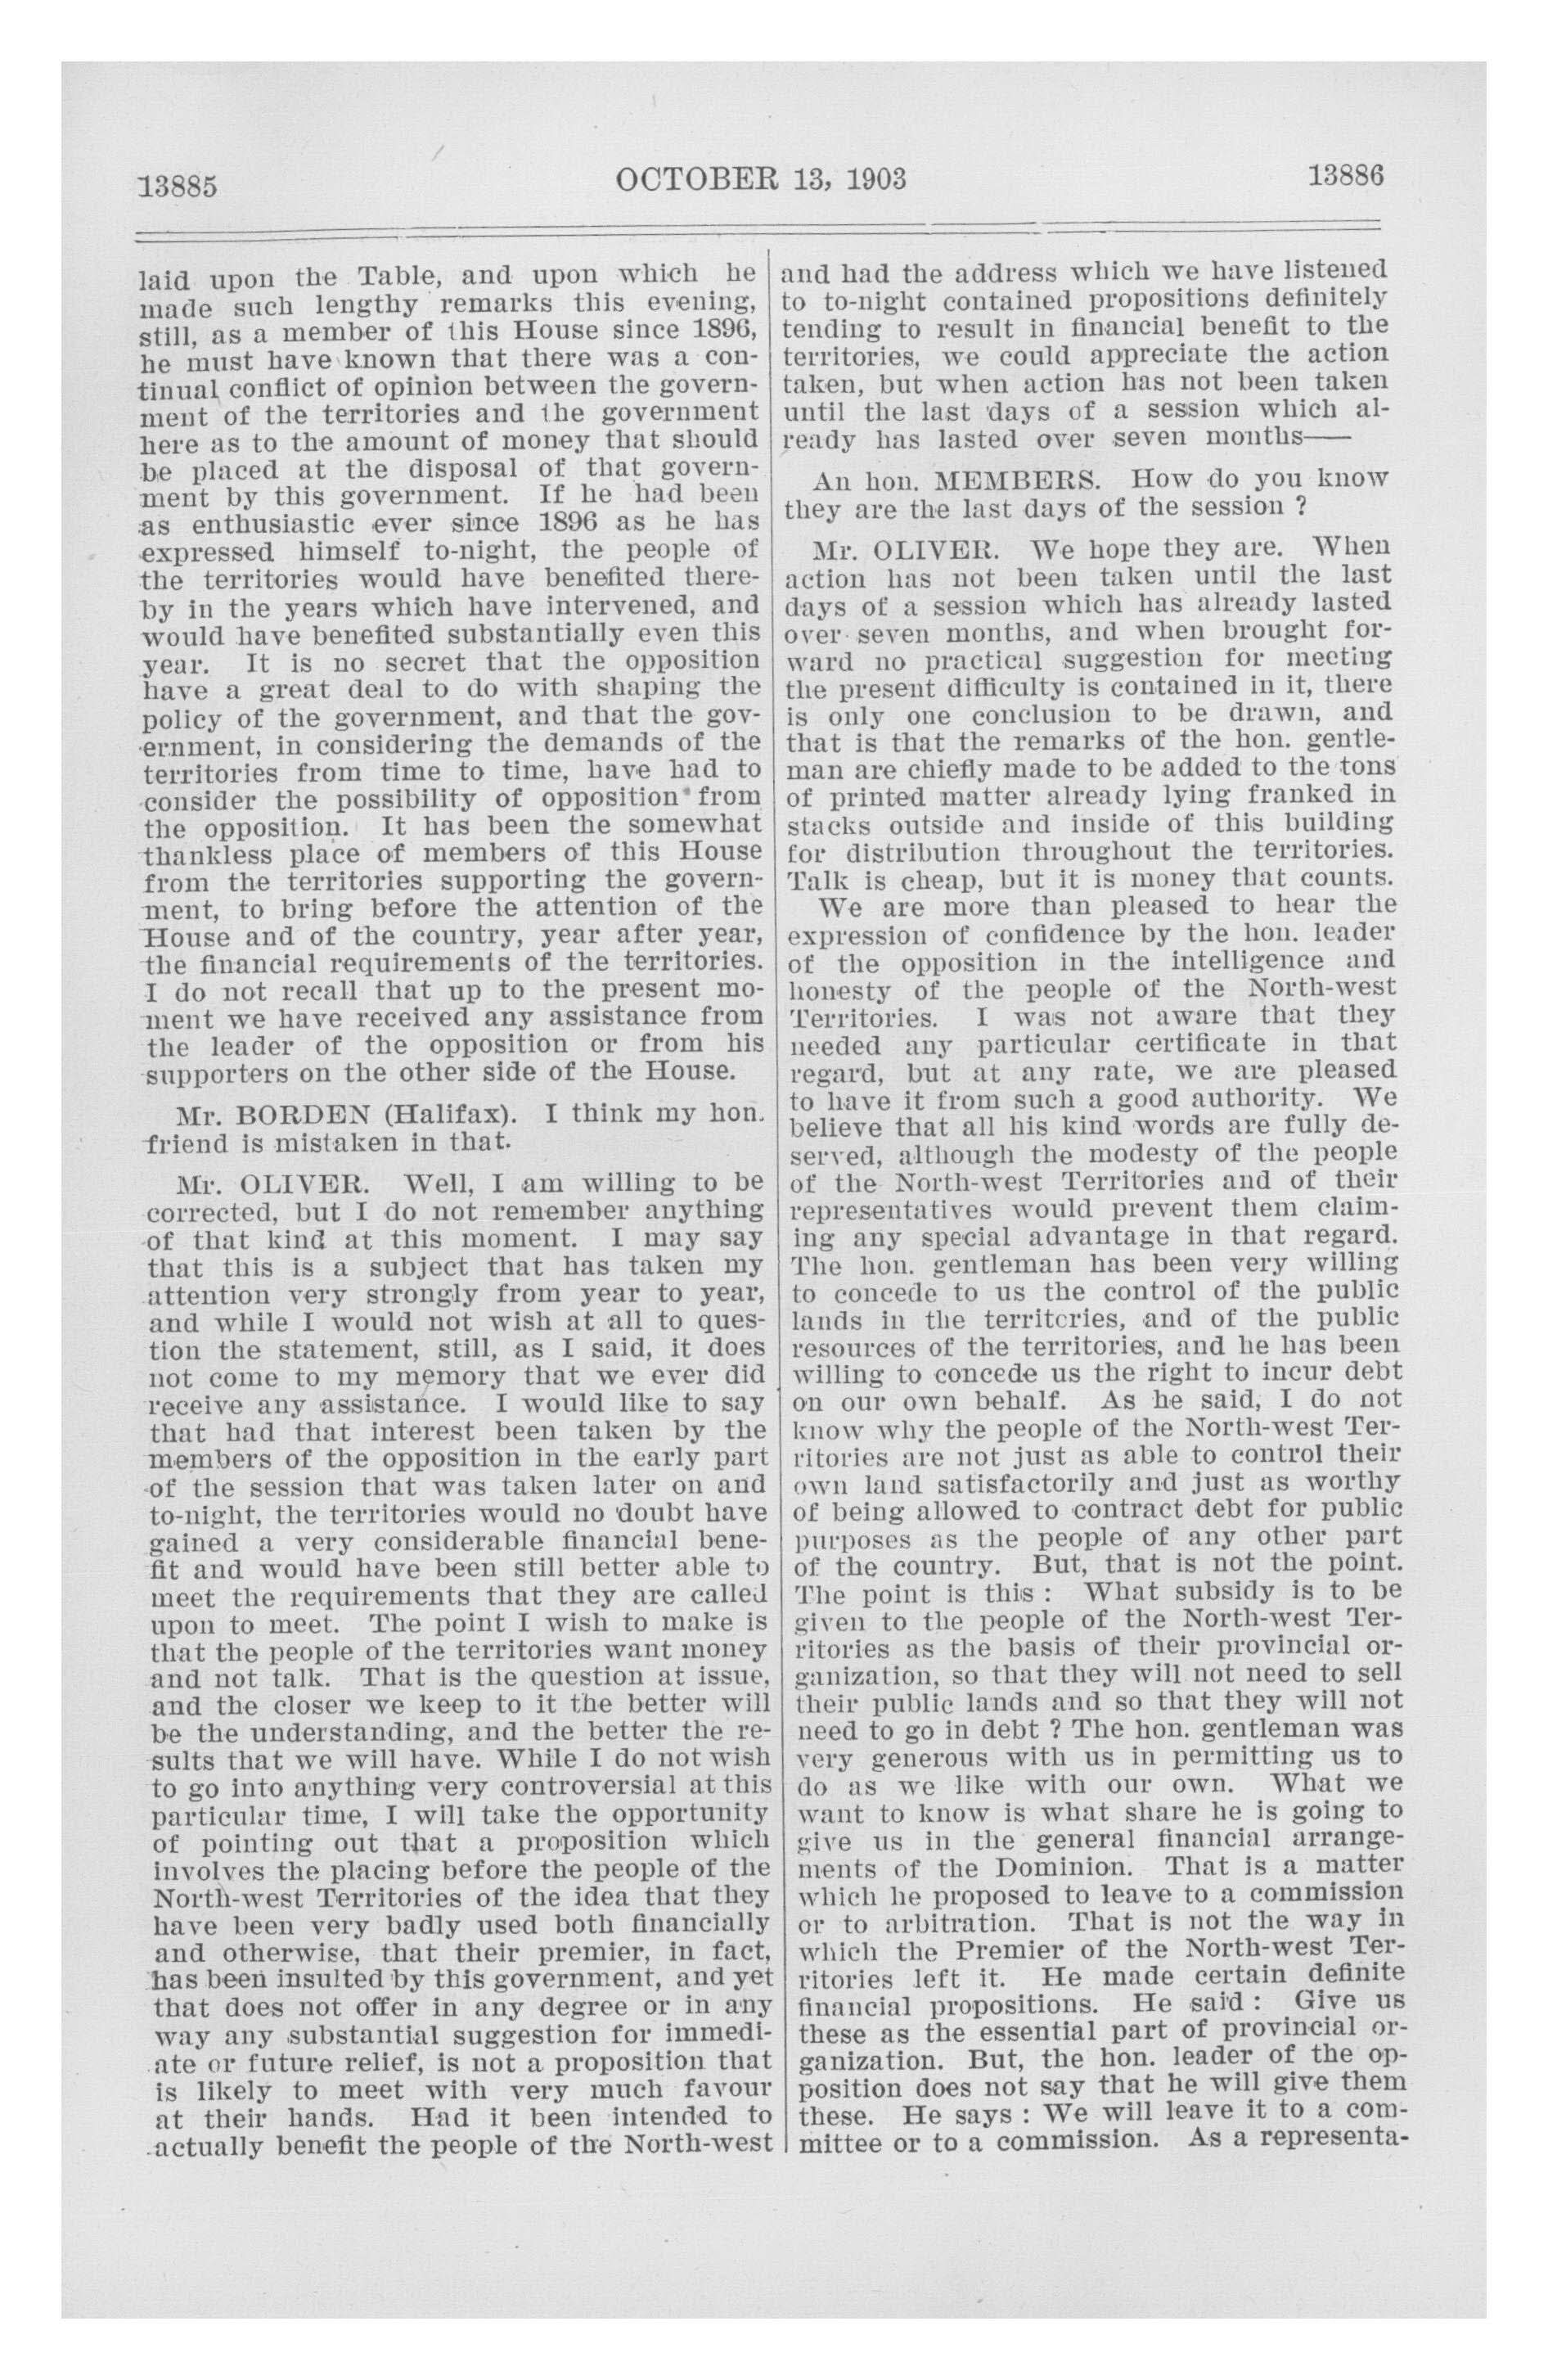 13885
OCTOBER 13, 1903
13886
laid upon the Table, and upon which he
made such lengthy remarks this evening,
still, as a member of this House since 1896,
he must have known that there was a con-
tinual conflict of opinion between the govern-
ment of the territories and the government
here as to the amount of money that should
be placed at the disposal of that govern-
ment by this government. If he had been
as enthusiastic ever since 1896 as he has
expressed himself to-night, the people of
the territories would have benefited there-
by in the years which have intervened, and
would have benefited substantially even this
year. It is no secret that the opposition
have a great deal to do with shaping the
policy of the government, and that the gov-
ernment, in considering the demands of the
territories from time to time, have had to
consider the possibility of opposition from
the opposition. It has been the somewhat
thankless place of members of this House
from the territories supporting the govern-
ment, to bring before the attention of the
House and of the country, year after year,
the financial requirements of the territories.
I do not recall that up to the present mo-
ment we have received any assistance from
the leader of the opposition or from his
supporters on the other side of the House.
Mr. BORDEN (Halifax). I think my hon.
friend is mistaken in that.
Mr. OLIVER. Well, I am willing to be
corrected, but I do not remember anything
of that kind at this moment. I may say
that this is a subject that has taken my
attention very strongly from year to year,
and while I would not wish at all to ques-
tion the statement, still, as I said, it does
not come to my memory that we ever did
receive any assistance. I would like to say
that had that interest been taken by the
members of the opposition in the early part
of the session that was taken later on and
to-night, the territories would no doubt have
gained a very considerable financial bene-
fit and would have been still better able to
meet the requirements that they are called
upon to meet. The point I wish to make is
that the people of the territories want money
and not talk. That is the question at issue,
and the closer we keep to it the better will
be the understanding, and the better the re-
sults that we will have. While I do not wish
to go into anything very controversial at this
particular time, I will take the opportunity
of pointing out that a proposition which
involves the placing before the people of the
North-west Territories of the idea that they
have been very badly used both financially
and otherwise, that their premier, in fact,
has been insulted by this government, and yet
that does not offer in any degree or in any
way any substantial suggestion for immedi-
ate or future relief, is not a proposition that
is likely to meet with very much favour
at their hands. Had it been intended to
actually benefit the people of the North-west
and had the address which we have listened
to to-night contained propositions definitely
tending to result in financial benefit to the
territories, we could appreciate the action
taken, but when action has not been taken
until the last days of a session which al-
ready has lasted over seven months——
An hon. MEMBERS. How do you know
they are the last days of the session ?
Mr. OLIVER. We hope they are. When
action has not been taken until the last
days of a session which has already lasted
over seven months, and when brought for-
ward no practical suggestion for meeting
the present difficulty is contained in it, there
is only one conclusion to be drawn, and
that is that the remarks of the hon. gentle-
man are chiefly made to be added to the tons
of printed matter already lying franked in
stacks outside and inside of this building
for distribution throughout the territories.
Talk is cheap, but it is money that counts.
We are more than pleased to hear the
expression of confidence by the hon. leader
of the opposition in the intelligence and
honesty of the people of the North-west
Territories. I was not aware that they
needed any particular certificate in that
regard, but at any rate, we are pleased
to have it from such a good authority. We
believe that all his kind words are fully de-
served, although the modesty of the people
of the North-west Territories and of their
representatives would prevent them claim-
ing any special advantage in that regard.
The hon. gentleman has been very willing
to concede to us the control of the public
lands in the territories, and of the public
resources of the territories, and he has been
willing to concede us the right to incur debt
on our own behalf. As he said, I do not
know why the people of the North-west Ter-
ritories are not just as able to control their
own land satisfactorily and just as worthy
of being allowed to contract debt for public
purposes as the people of any other part
of the country. But, that is not the point.
The point is this : What subsidy is to be
given to the people of the North-west Ter-
ritories as the basis of their provincial or-
ganization, so that they will not need to sell
their public lands and so that they will not
need to go in debt ? The hon. gentleman was
very generous with us in permitting us to
do as we like with our own. What we
want to know is what share he is going to
give us in the general financial arrange-
ments of the Dominion. That is a matter
which he proposed to leave to a commission
or to arbitration. That is not the way in
which the Premier of the North-west Ter-
ritories left it. He made certain definite
financial propositions. He said : Give us
these as the essential part of provincial or-
ganization. But, the hon. leader of the op-
position does not say that he will give them
these. He says : We will leave it to a com-
mittee or to a commission. As a representa-